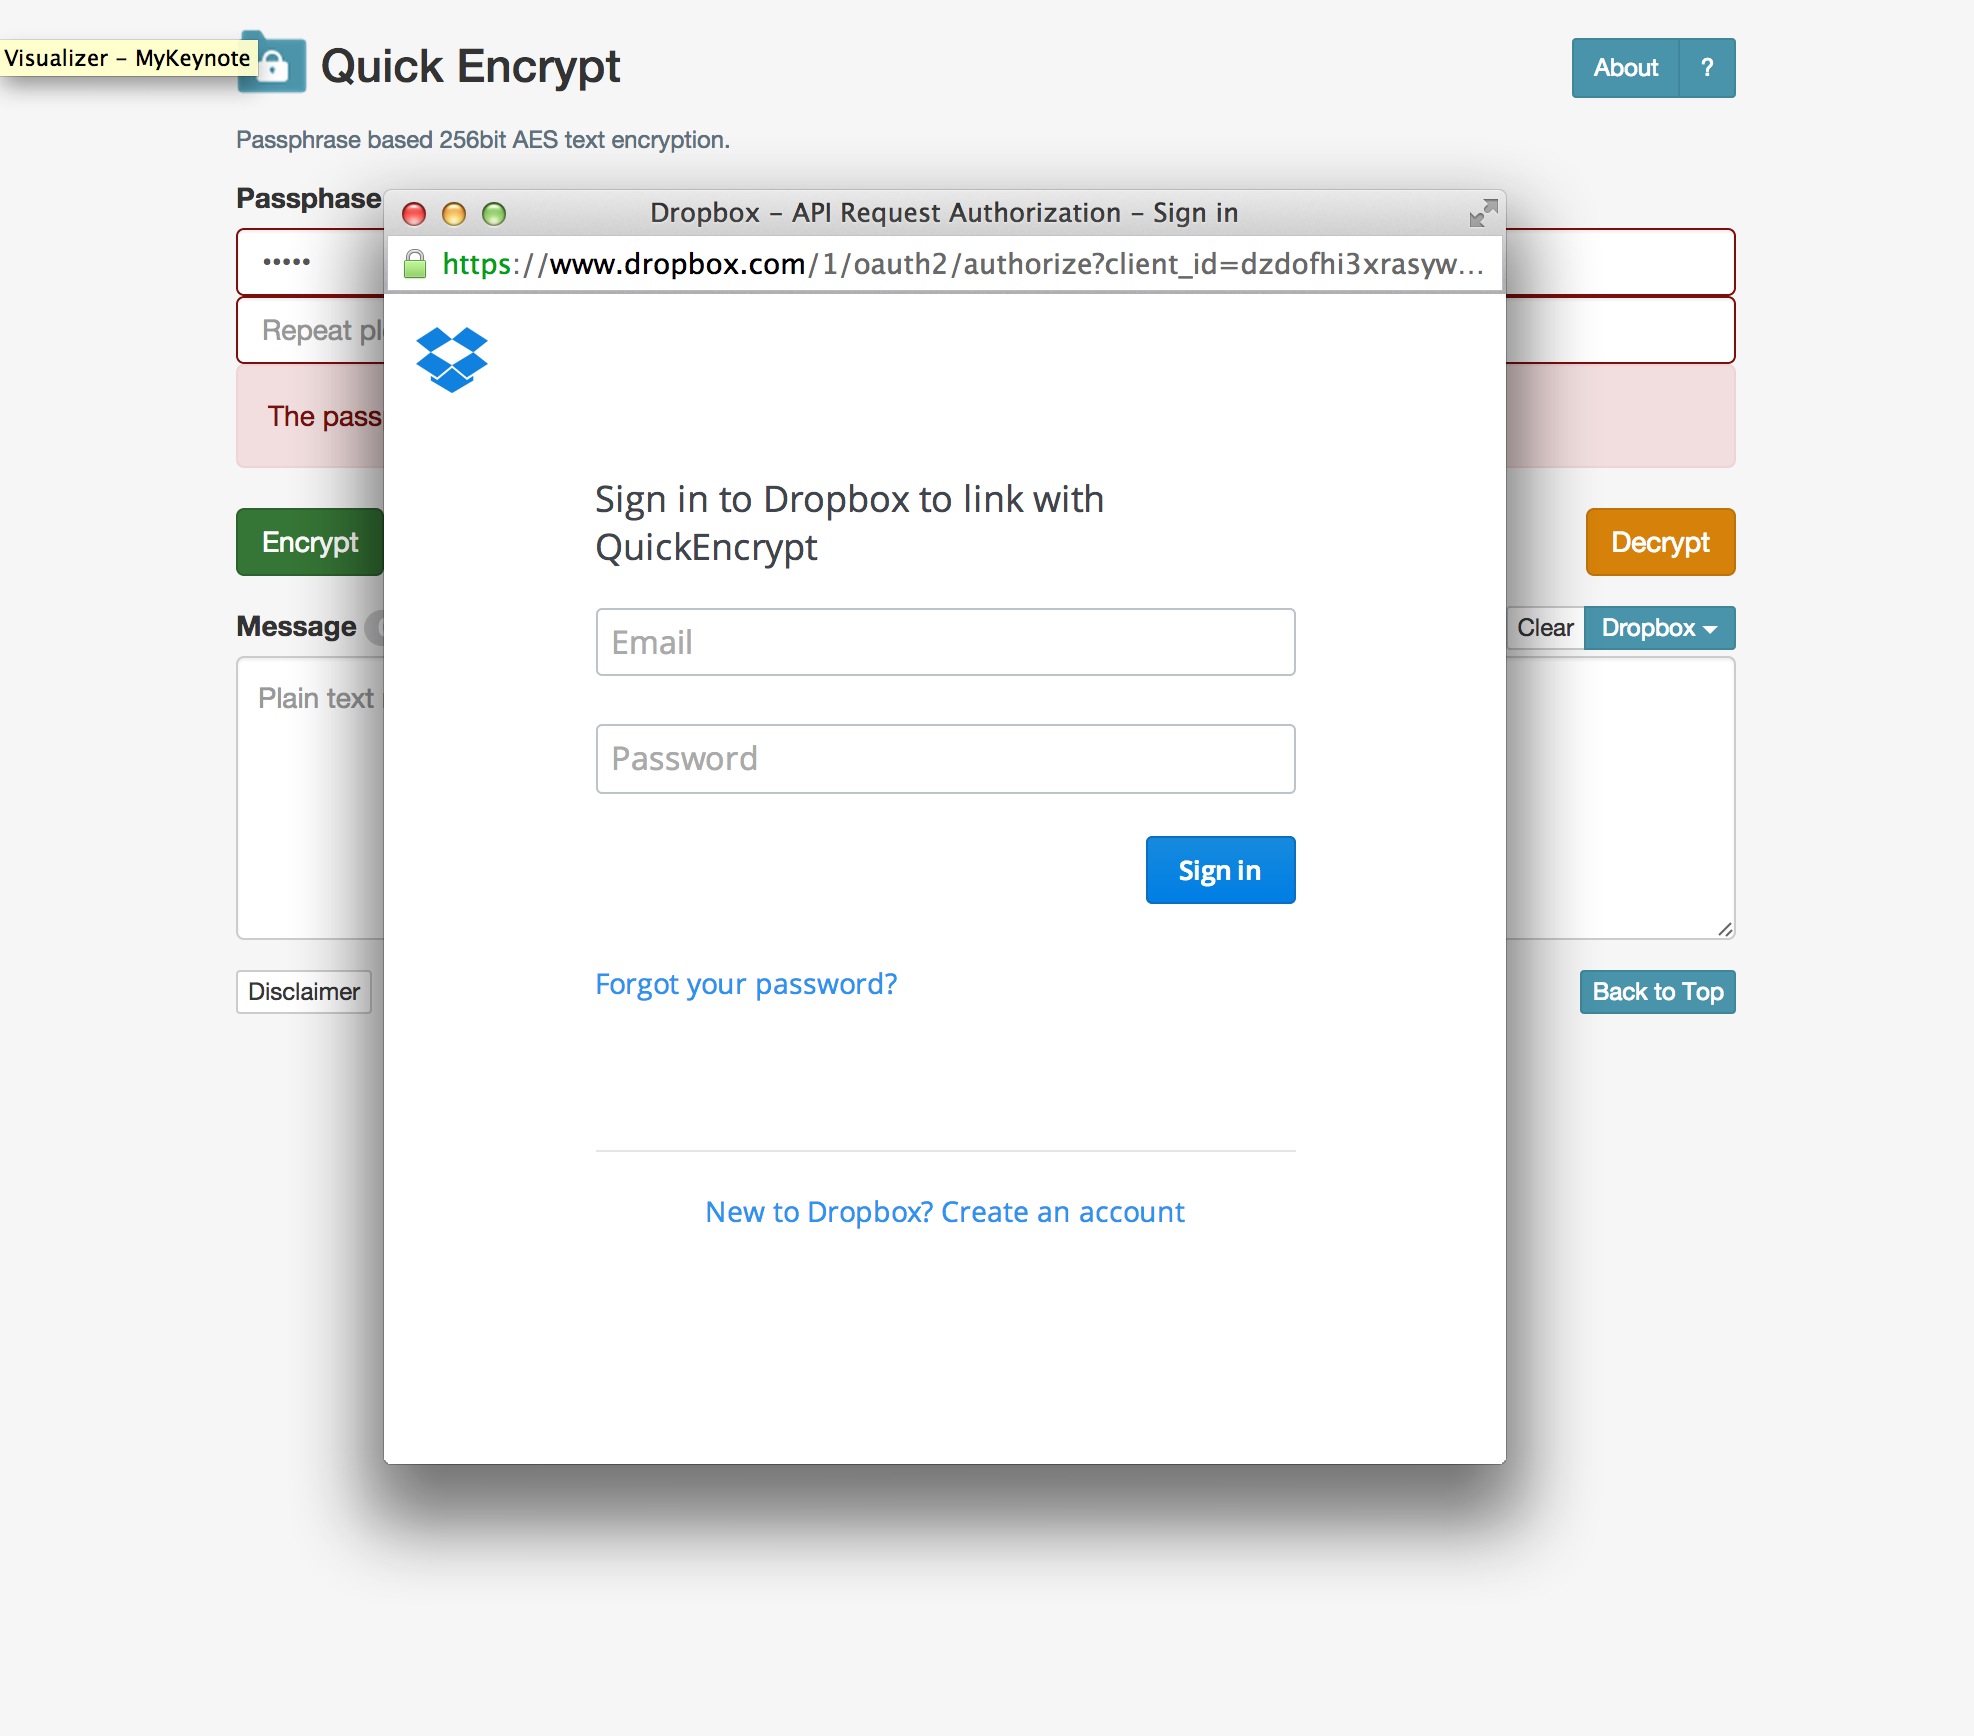 Visualizer – MyKeynote
Quick Encrypt
About
?
Passphrase based 256bit AES text encryption.
Passphase
•••••
Repeat
The pass
Encrypt
Decrypt
Message
Clear
Dropbox
Plain text
Disclaimer
Back to Top
Dropbox – API Request Authorization – Sign in
https://www.dropbox.com/1/oauth2/authorize?client_id=dzdofhi3xrasyw...
Sign in to Dropbox to link with
QuickEncrypt
Email
Password
Sign in
Forgot your password?
New to Dropbox? Create an account